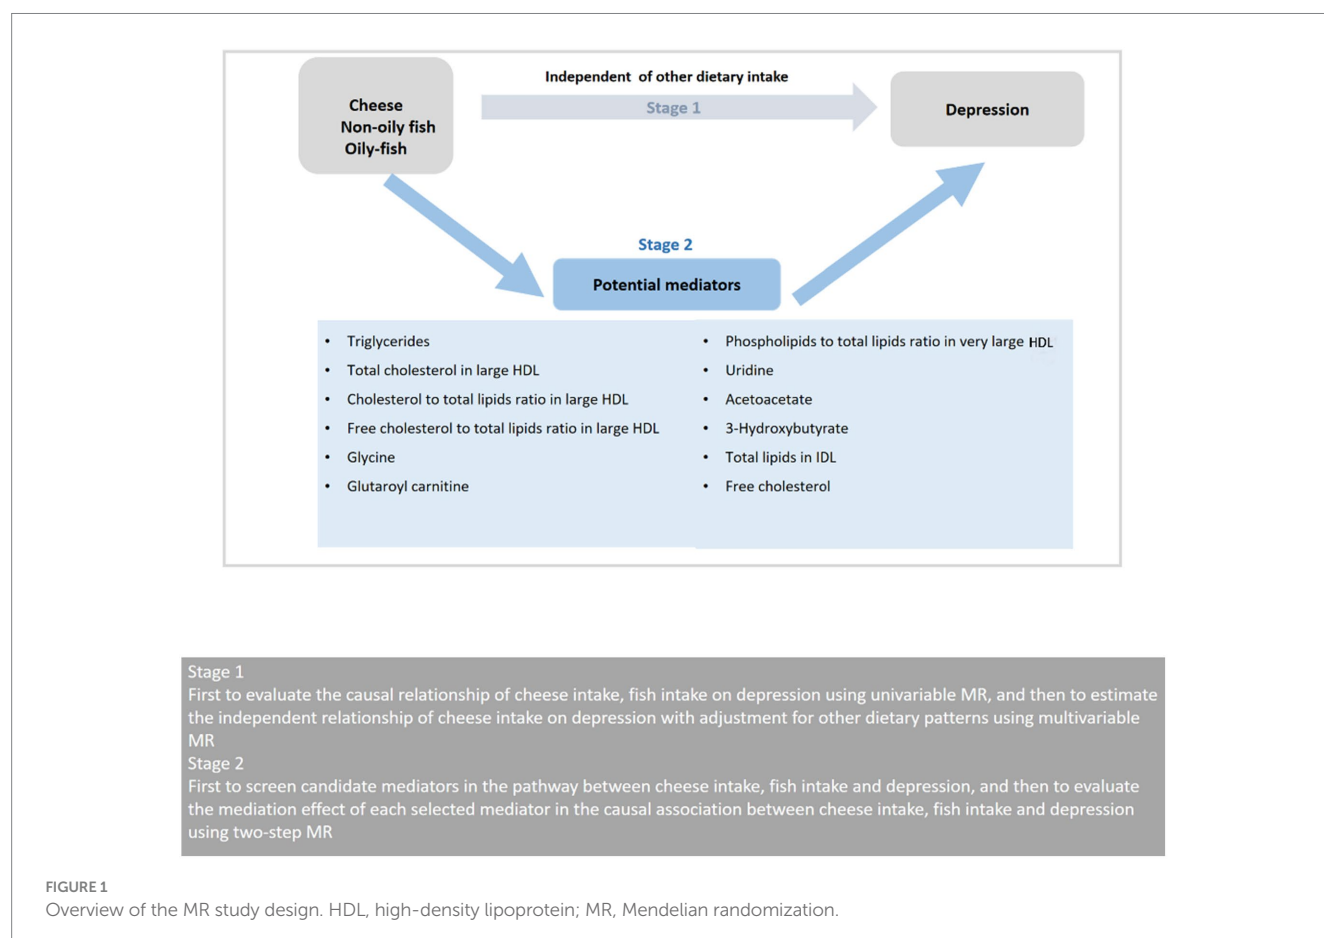 Independent of other dietary intake
Cheese
Non-oily fish
Oily-fish
Stage 1
Depression
Stage 2
Potential mediators
• Triglycerides
• Total cholesterol in large HDL
• Cholesterol to total lipids ratio in large HDL
• Free cholesterol to total lipids ratio in large HDL
• Glycine
• Glutaroyl carnitine
• Phospholipids to total lipids ratio in very large HDL
• Uridine
• Acetoacetate
• 3-Hydroxybutyrate
• Total lipids in IDL
• Free cholesterol
Stage 1
First to evaluate the causal relationship of cheese intake, fish intake on depression using univariable MR, and then to estimate
the independent relationship of cheese intake on depression with adjustment for other dietary patterns using multivariable
MR
Stage 2
First to screen candidate mediators in the pathway between cheese intake, fish intake and depression, and then to evaluate
the mediation effect of each selected mediator in the causal association between cheese intake, fish intake and depression
using two-step MR
FIGURE 1
Overview of the MR study design. HDL, high-density lipoprotein; MR, Mendelian randomization.